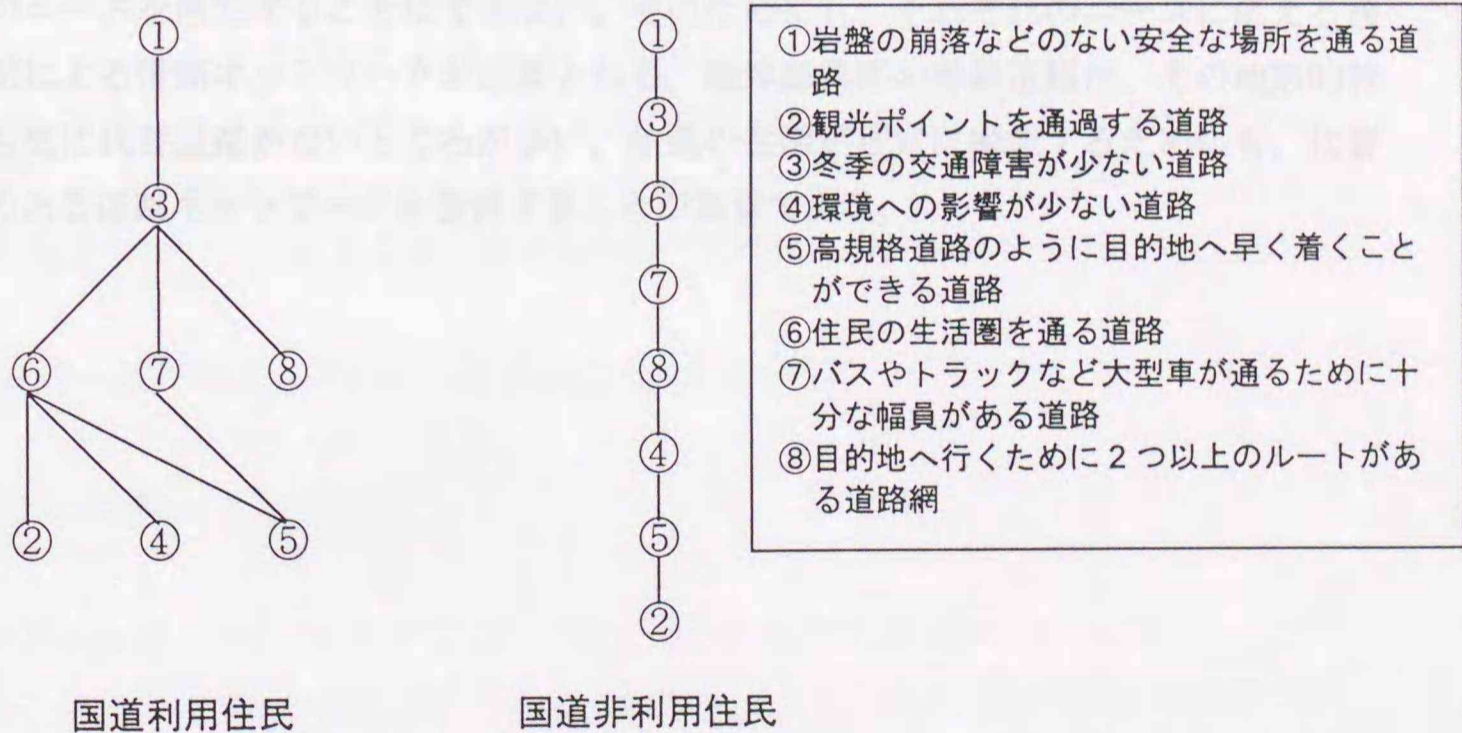 ①
③
⑥ ⑦ ⑧
② ④ ⑤
国道利用住民
①
③
⑥
⑦
⑧
④
⑤
②
国道非利用住民
①岩盤の崩落などのない安全な場所を通る道
路
②観光ポイントを通過する道路
③冬季の交通障害が少ない道路
④環境への影響が少ない道路
⑤高規格道路のように目的地へ早く着くこと
ができる道路
⑥住民の生活圏を通る道路
⑦バスやトラックなど大型車が通るために十
分な幅員がある道路
⑧目的地へ行くために2つ以上のルートがあ
る道路網